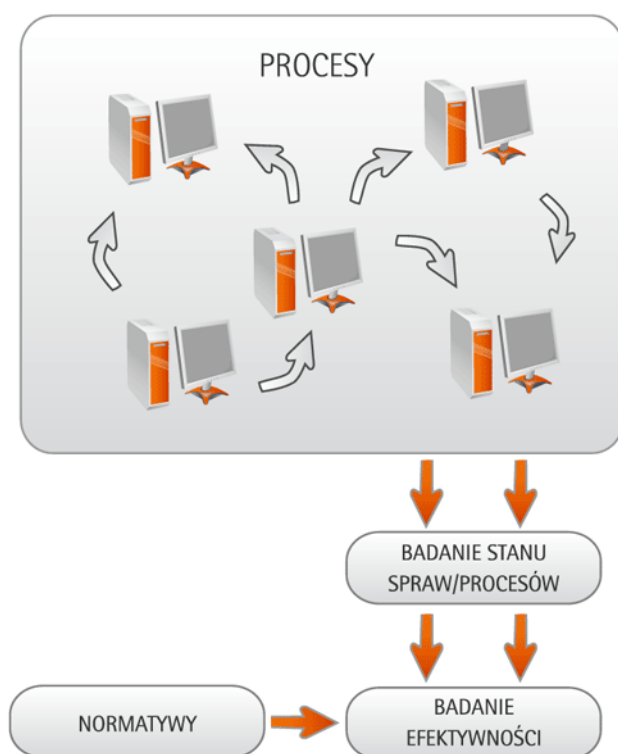 PROCESY
BADANIE STANU
SPRAW/PROCESÓW
NORMATYWY
BADANIE
EFEKTYWNOŚCI